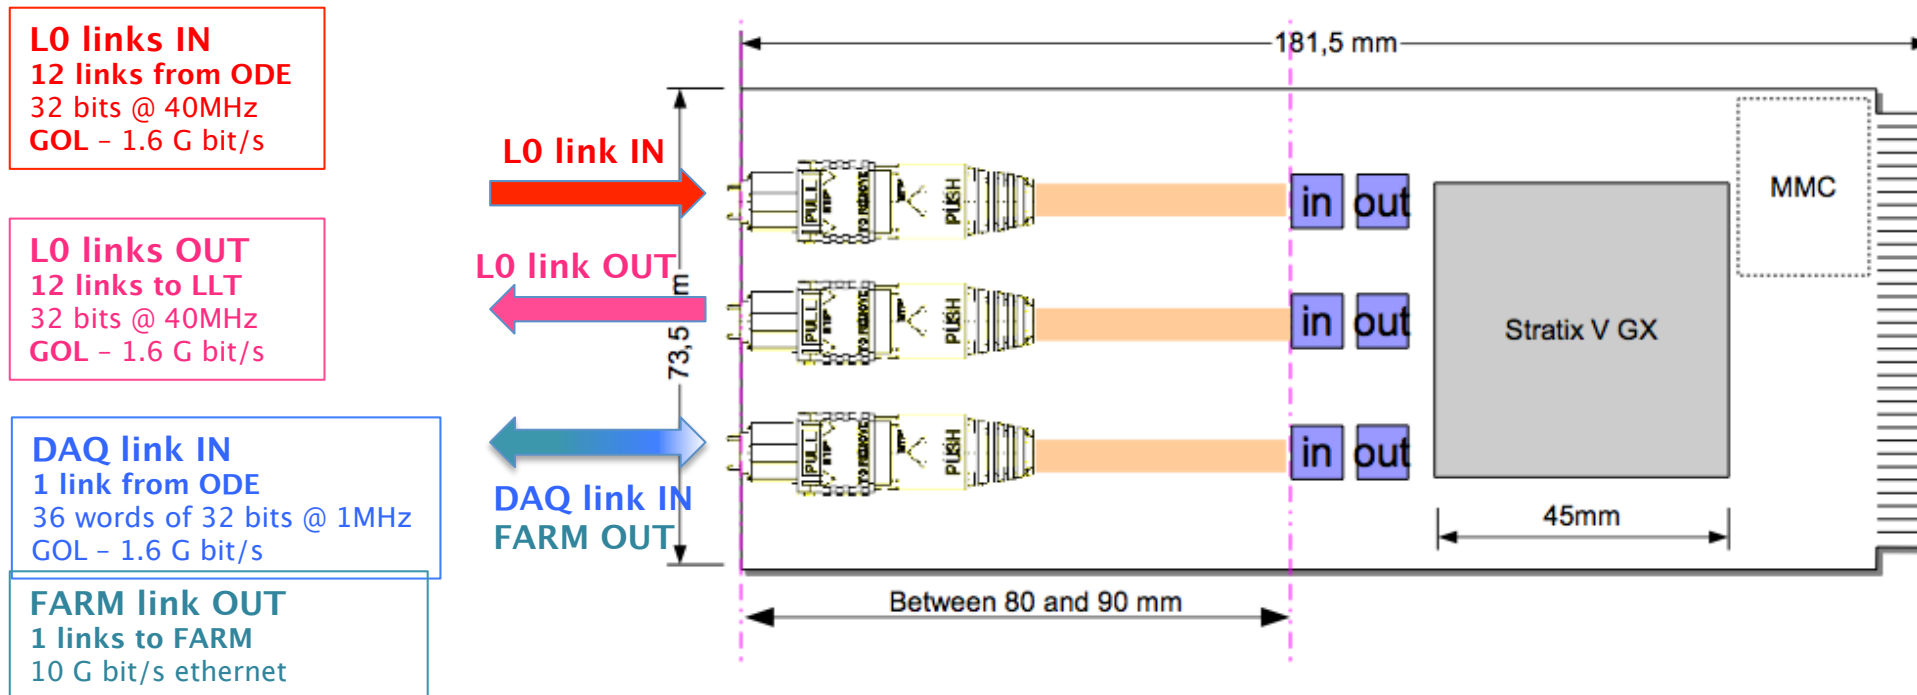 L0 links IN
12 links from ODE
32 bits @ 40MHz
GOL – 1.6 G bit/s
L0 links OUT
12 links to LLT
32 bits @ 40MHz
GOL – 1.6 G bit/s
DAQ link IN
1 link from ODE
36 words of 32 bits @ 1MHz
GOL – 1.6 G bit/s
FARM link OUT
1 links to FARM
10 G bit/s ethernet
L0 link IN
L0 link OUT
DAQ link IN
FARM OUT
181,5 mm
73,5 m
PULL
PUSH
in out
MMC
PULL
PUSH
in out
Stratix V GX
PULL
PUSH
in out
45mm
Between 80 and 90 mm